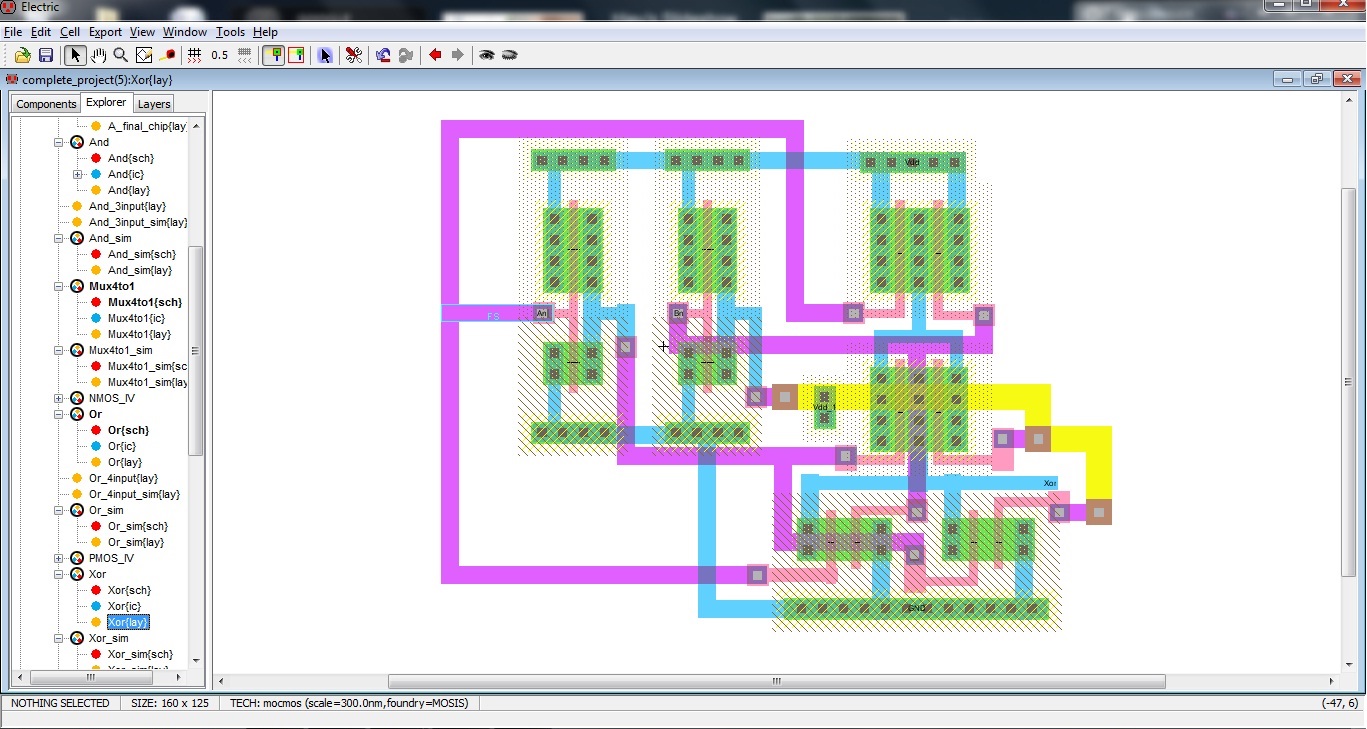 Electric
File Edit Cell Export View Window Tools Help
0.5
complete_project(5):Xor{lay}
Components Explorer Layers
A_final_chip{lay
And
And{sch}
And{ic}
And{lay}
And_3input{lay}
And_3input_sim{lay}
And_sim
And_sim{sch}
And_sim{lay}
Mux4to1
Mux4to1{sch}
Mux4to1{ic}
Mux4to1{lay}
Mux4to1_sim
Mux4to1_sim{sc
Mux4to1_sim{lay
NMOS_IV
Or
Or{sch}
Or{ic}
Or{lay}
Or_4input{lay}
Or_4input_sim{lay}
Or_sim
Or_sim{sch}
Or_sim{lay}
PMOS_IV
Xor
Xor{sch}
Xor{ic}
Xor{lay}
Xor_sim
Xor_sim{sch}
Xor_sim{lay}
Vdd
An
FS
Bn
Vdd_1
Xor
GND
NOTHING SELECTED SIZE: 160 x 125 TECH: mocmos (scale=300.0nm,foundry=MOSIS) (-47, 6)